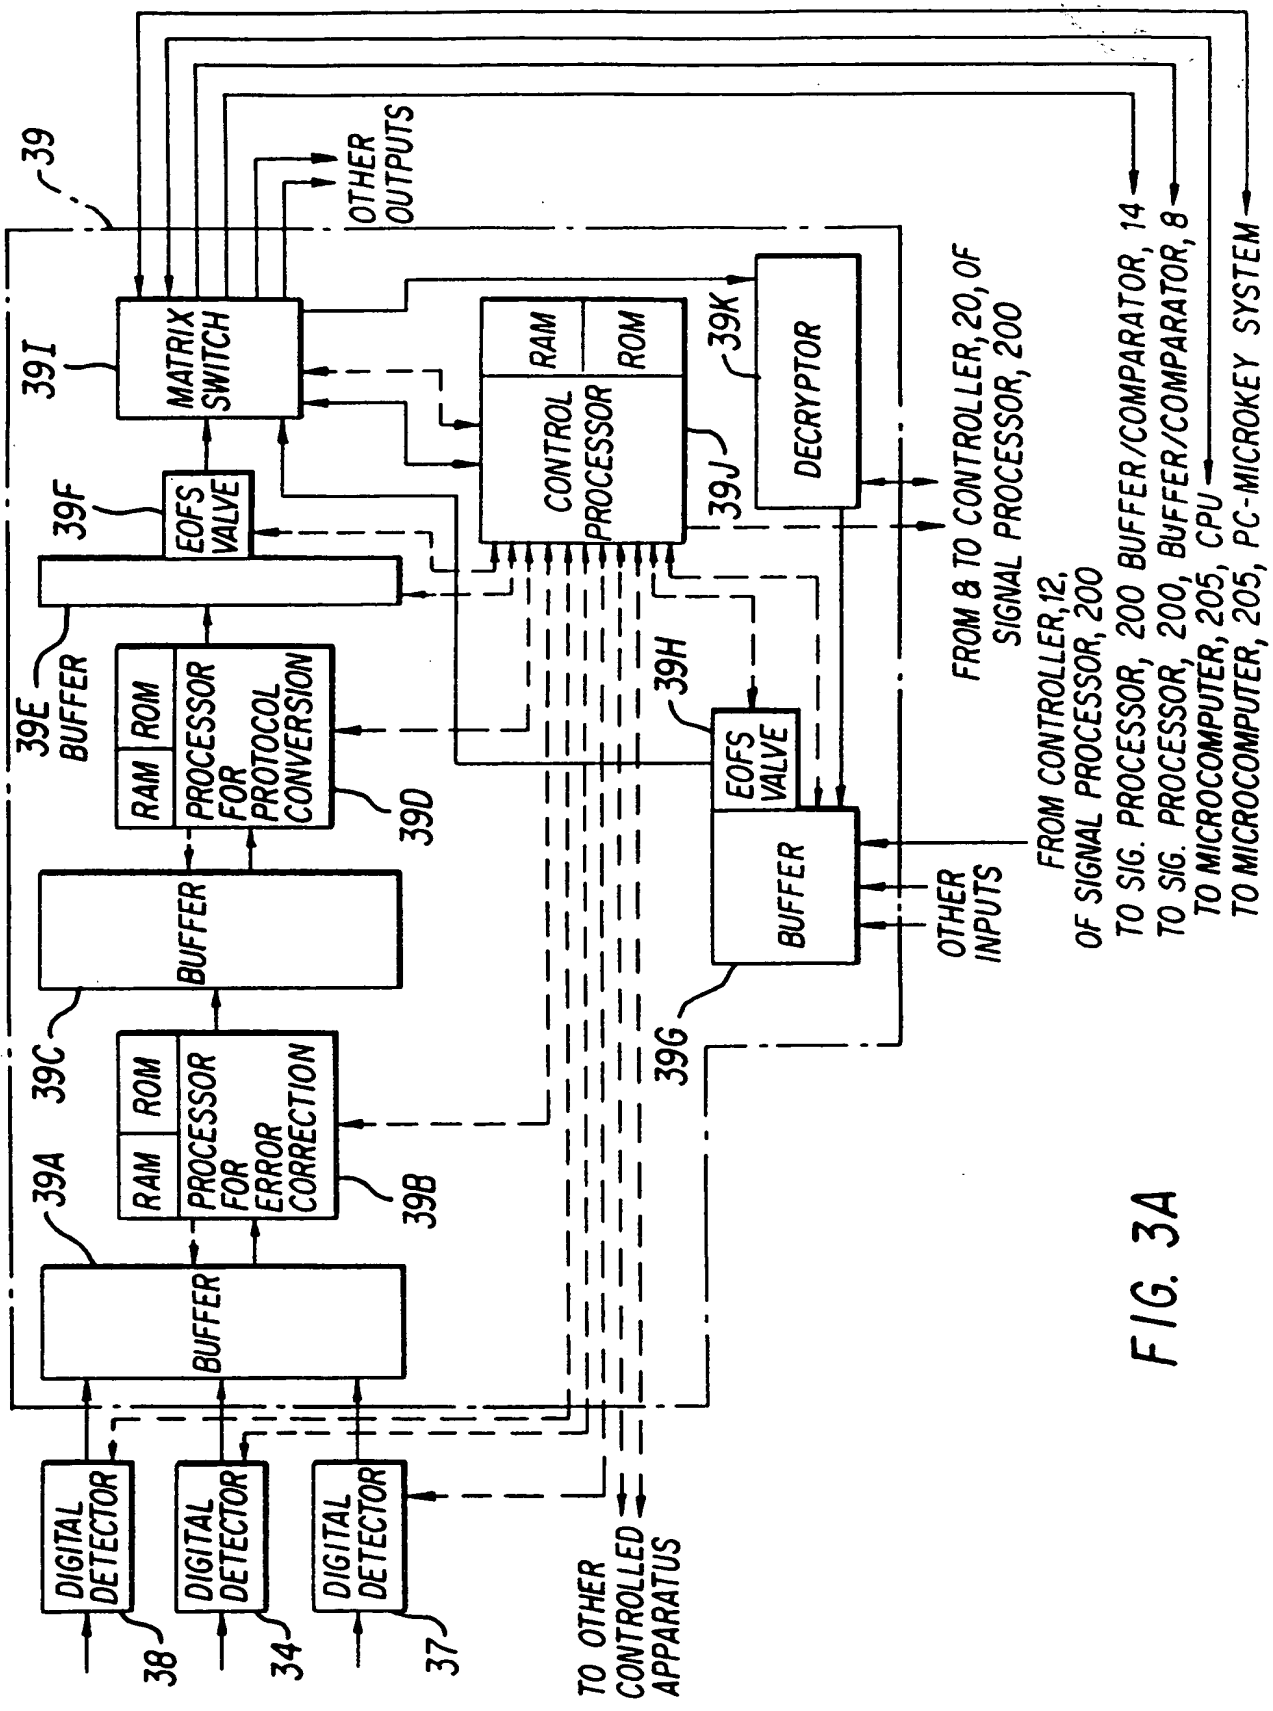 39
39I
MATRIX
SWITCH
OTHER
OUTPUTS
39F
EOFS
VALVE
39E
BUFFER
RAM
ROM
PROCESSOR
FOR
PROTOCOL
CONVERSION
39D
39C
BUFFER
RAM
ROM
PROCESSOR
FOR
ERROR
CORRECTION
39B
39A
BUFFER
DIGITAL
DETECTOR
38
DIGITAL
DETECTOR
34
DIGITAL
DETECTOR
37
TO OTHER
CONTROLLED
APPARATUS
CONTROL
PROCESSOR
RAM
ROM
39J
39K
DECRYPTOR
39H
EOFS
VALVE
BUFFER
39G
OTHER
INPUTS
FROM & TO CONTROLLER, 20, OF
SIGNAL PROCESSOR, 200
FROM CONTROLLER, 12,
OF SIGNAL PROCESSOR, 200
TO SIG. PROCESSOR, 200 BUFFER/COMPARATOR, 14
TO SIG. PROCESSOR, 200, BUFFER/COMPARATOR, 8
TO MICROCOMPUTER, 205, CPU
TO MICROCOMPUTER, 205, PC-MICROKEY SYSTEM
FIG. 3A